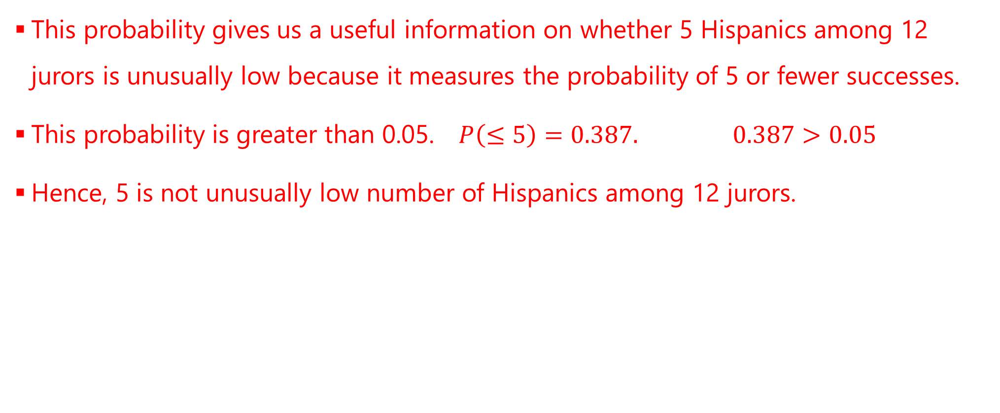 ▪ This probability gives us a useful information on whether 5 Hispanics among 12
jurors is unusually low because it measures the probability of 5 or fewer successes.
▪ This probability is greater than 0.05. P(≤ 5) = 0.387. 0.387 > 0.05
▪ Hence, 5 is not unusually low number of Hispanics among 12 jurors.